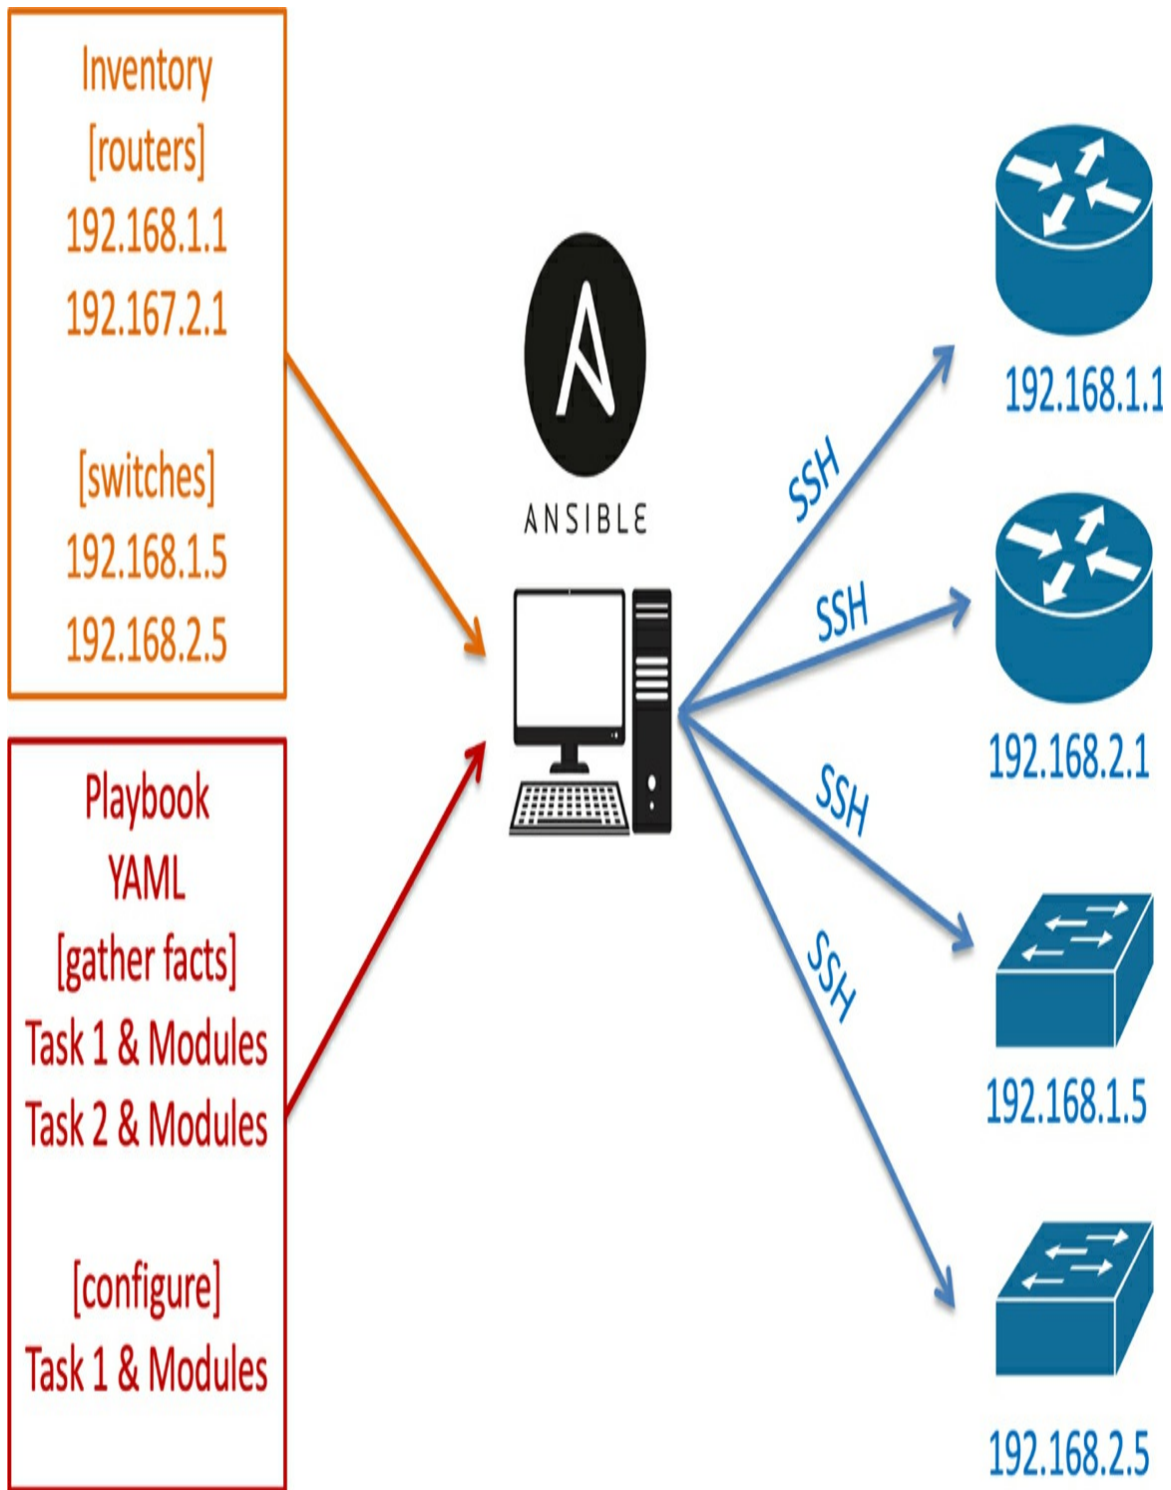 Inventory
[routers]
192.168.1.1
192.167.2.1
[switches]
192.168.1.5
192.168.2.5
Playbook
YAML
[gather facts]
Task 1 & Modules
Task 2 & Modules
[configure]
Task 1 & Modules
ANSIBLE
SSH
SSH
SSH
SSH
192.168.1.1
192.168.2.1
192.168.1.5
192.168.2.5